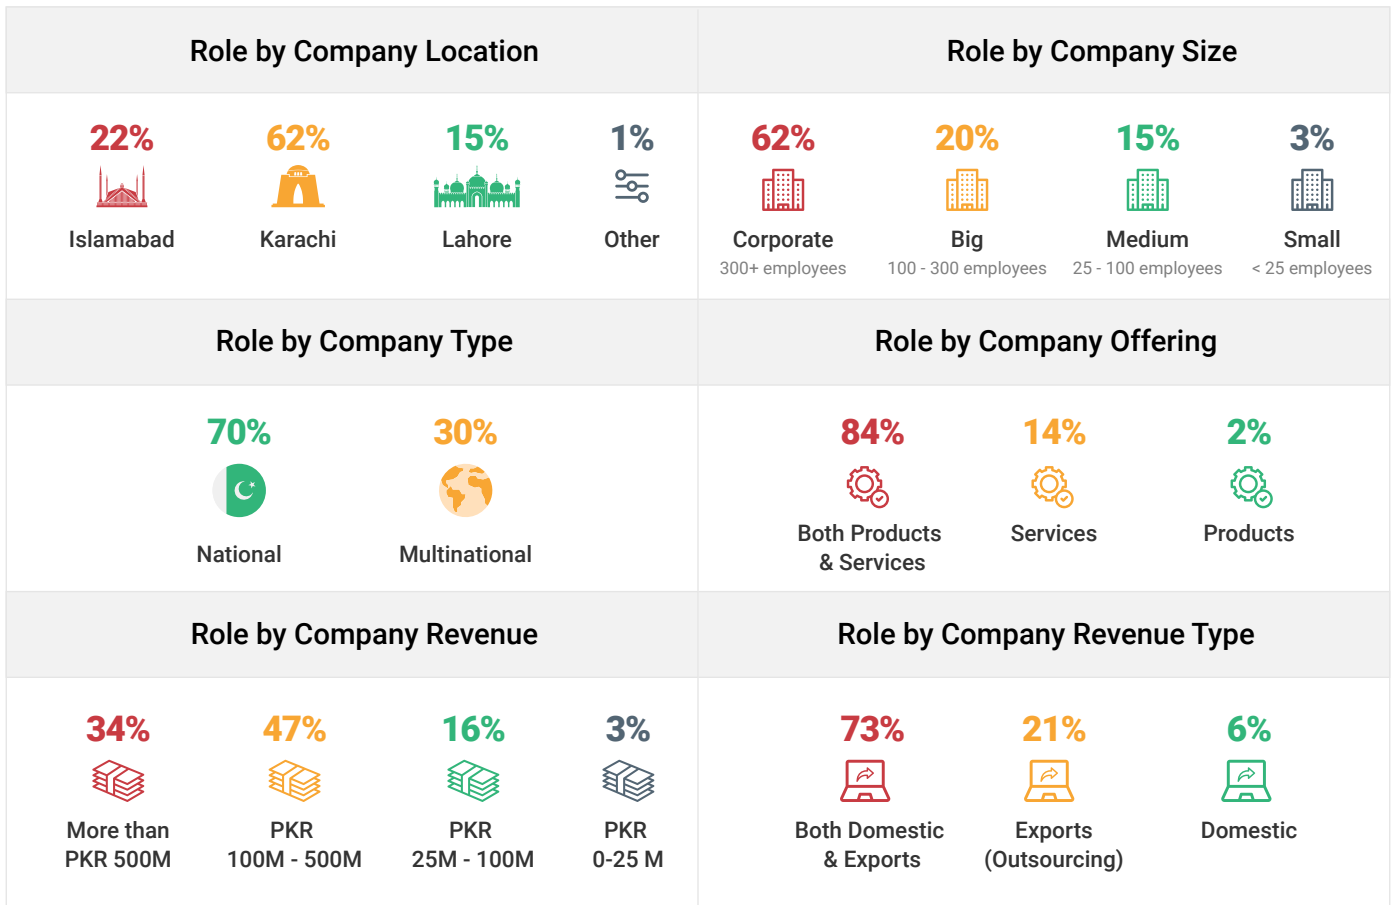 Role by Company Location
22%
Islamabad
62%
Karachi
15%
Lahore
1%
Other
Role by Company Size
62%
Corporate
300+ employees
20%
Big
100 - 300 employees
15%
Medium
25 - 100 employees
3%
Small
< 25 employees
Role by Company Type
70%
National
30%
Multinational
Role by Company Offering
84%
Both Products
& Services
14%
Services
2%
Products
Role by Company Revenue
34%
More than
PKR 500M
47%
PKR
100M - 500M
16%
PKR
25M - 100M
3%
PKR
0-25 M
Role by Company Revenue Type
73%
Both Domestic
& Exports
21%
Exports
(Outsourcing)
6%
Domestic